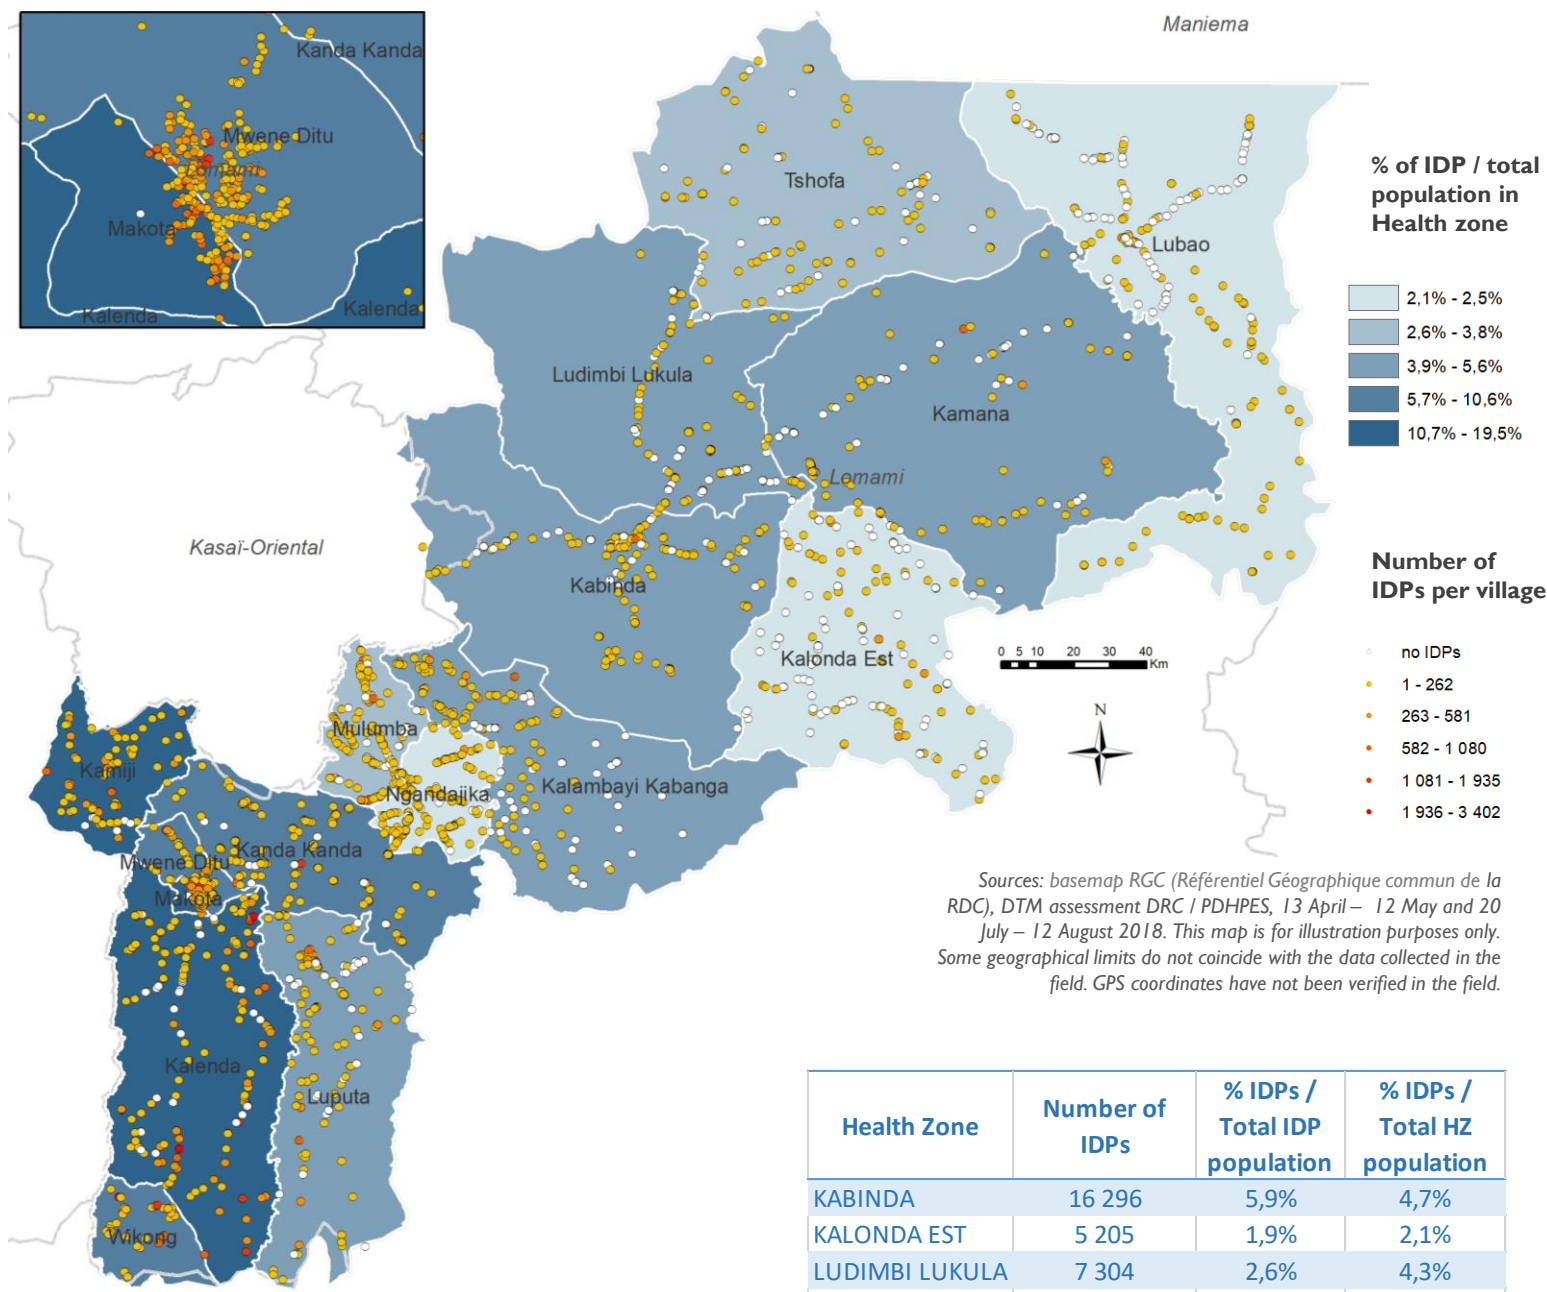 Maniema
Kanda Kanda
Mwene Ditu
Lomami
Makota
Kalenda
Kalenda
Tshofa
Lubao
Ludimbi Lukula
Kamana
Lomami
Kasaï-Oriental
Kabinda
Kalonda Est
Mulumba
Kamiji
Ngandajika
Kalambayi Kabanga
Mwene Ditu
Kanda Kanda
Makota
Kalenda
Luputa
Wikong
% of IDP / total
population in
Health zone
2,1% - 2,5%
2,6% - 3,8%
3,9% - 5,6%
5,7% - 10,6%
10,7% - 19,5%
Number of
IDPs per village
no IDPs
1 - 262
263 - 581
582 - 1 080
1 081 - 1 935
1 936 - 3 402
0 5 10 20 30 40
Km
N
Sources: basemap RGC (Référentiel Géographique commun de la
RDC), DTM assessment DRC / PDHPES, 13 April – 12 May and 20
July – 12 August 2018. This map is for illustration purposes only.
Some geographical limits do not coincide with the data collected in the
field. GPS coordinates have not been verified in the field.
Health Zone Number of IDPs % IDPs / Total IDP population % IDPs / Total HZ population
KABINDA 16 296 5,9% 4,7%
KALONDA EST 5 205 1,9% 2,1%
LUDIMBI LUKULA 7 304 2,6% 4,3%